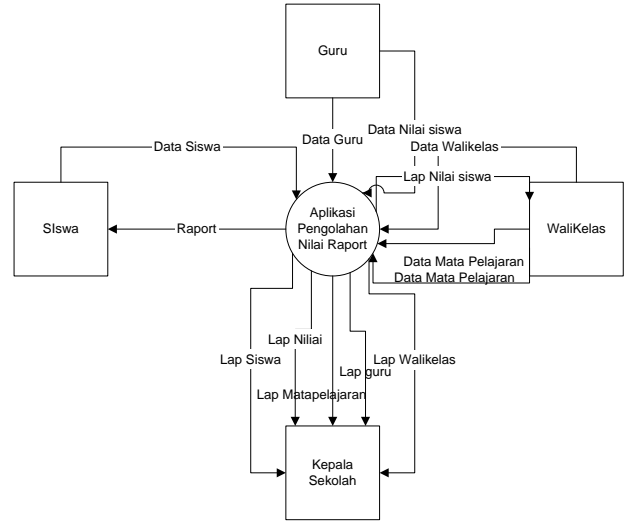 Guru
Data Nilai siswa
Data Guru
Data Siswa
Data Walikelas
Lap Nilai siswa
SIswa
Raport
Aplikasi
Pengolahan
Nilai Raport
WaliKelas
Data Mata Pelajaran
Data Mata Pelajaran
Lap Niliai
Lap Siswa
Lap Walikelas
Lap guru
Lap Matapelajaran
Kepala
Sekolah